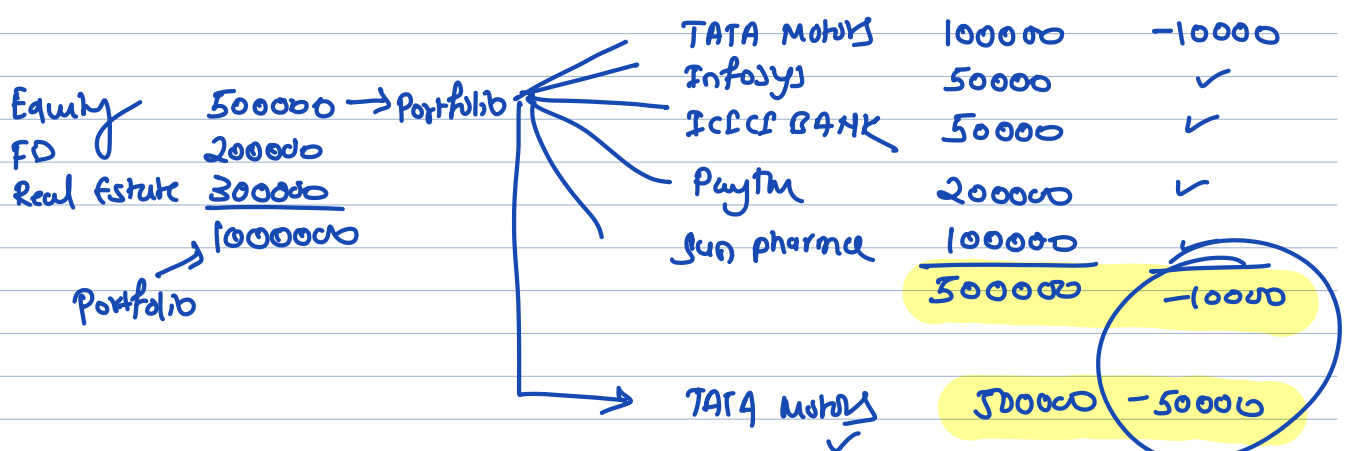 Equity 500000 → Portfolio
FD 200000
Real Estate 300000
1000000
Portfolio
TATA Motors 100000 -10000
Infosys 50000 ✓
ICICI BANK 50000 ✓
Paytm 200000 ✓
Sun pharma 100000 ✓
500000 -10000
TATA Motors 500000 -50000
✓